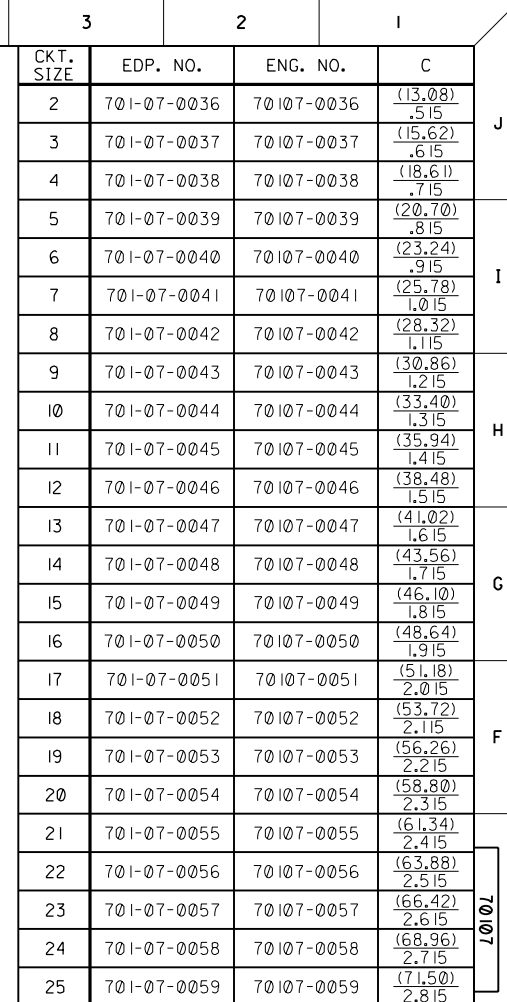 3 2 1
CKT. SIZE EDP. NO. ENG. NO. C
2 701-07-0036 70107-0036 (13.08) .515
3 701-07-0037 70107-0037 (15.62) .615
4 701-07-0038 70107-0038 (18.61) .715
J
5 701-07-0039 70107-0039 (20.70) .815
6 701-07-0040 70107-0040 (23.24) .915
7 701-07-0041 70107-0041 (25.78) 1.015
8 701-07-0042 70107-0042 (28.32) 1.115
I
9 701-07-0043 70107-0043 (30.86) 1.215
10 701-07-0044 70107-0044 (33.40) 1.315
11 701-07-0045 70107-0045 (35.94) 1.415
12 701-07-0046 70107-0046 (38.48) 1.515
H
13 701-07-0047 70107-0047 (41.02) 1.615
14 701-07-0048 70107-0048 (43.56) 1.715
15 701-07-0049 70107-0049 (46.10) 1.815
16 701-07-0050 70107-0050 (48.64) 1.915
G
17 701-07-0051 70107-0051 (51.18) 2.015
18 701-07-0052 70107-0052 (53.72) 2.115
19 701-07-0053 70107-0053 (56.26) 2.215
20 701-07-0054 70107-0054 (58.80) 2.315
F
21 701-07-0055 70107-0055 (61.34) 2.415
22 701-07-0056 70107-0056 (63.88) 2.515
23 701-07-0057 70107-0057 (66.42) 2.615
24 701-07-0058 70107-0058 (68.96) 2.715
25 701-07-0059 70107-0059 (71.50) 2.815
70107